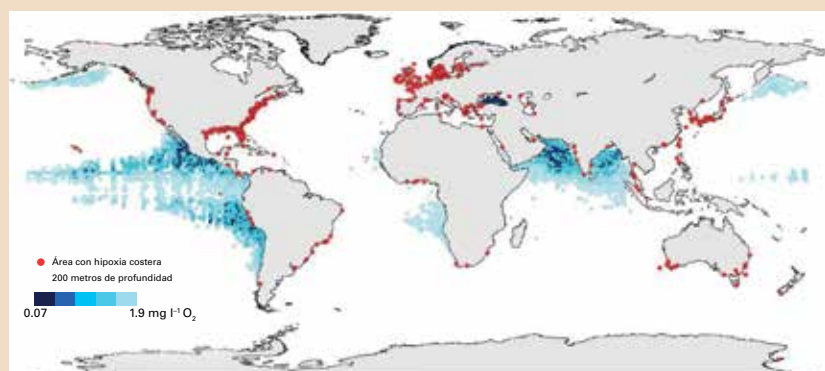 Área con hipoxia costera
200 metros de profundidad
0.07 1.9 mg l⁻¹ O₂